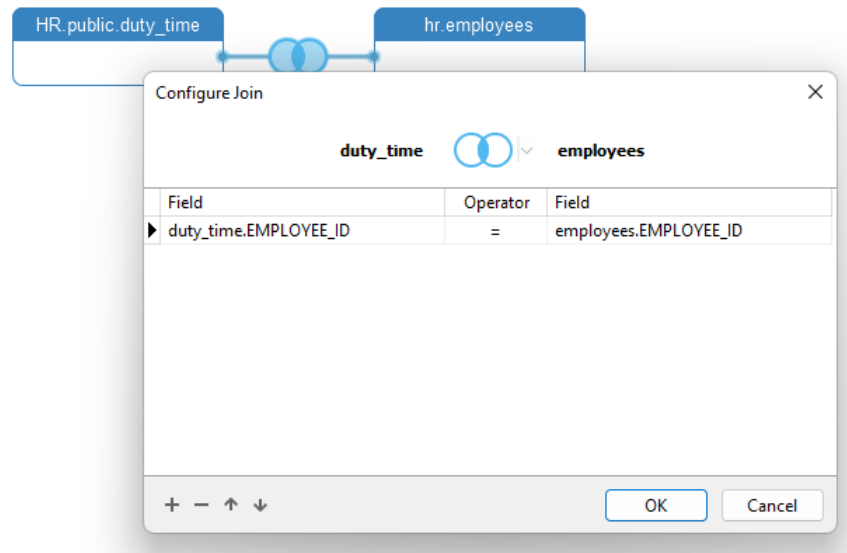 HR.public.duty_time hr.employees
Configure Join
duty_time employees
Field Operator Field
duty_time.EMPLOYEE_ID = employees.EMPLOYEE_ID
OK Cancel